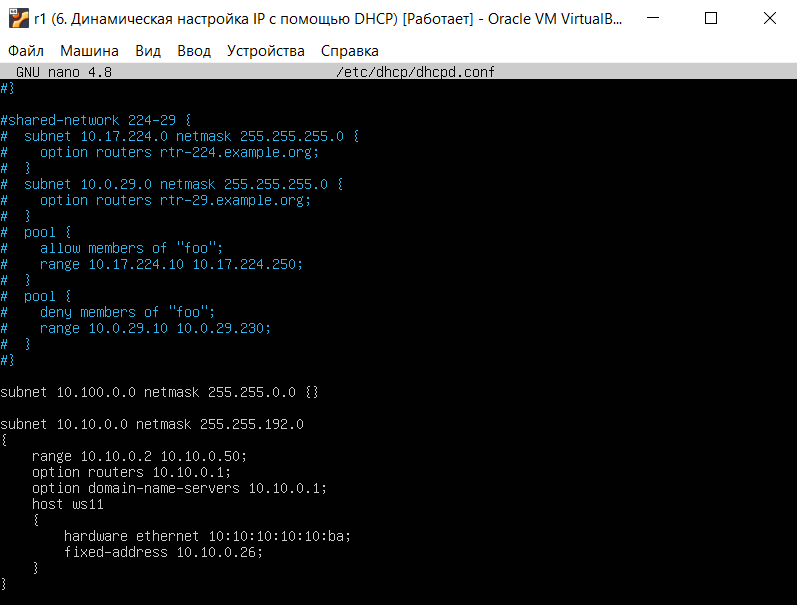 r1 (6. Динамическая настройка IP с помощью DHCP) [Работает] - Oracle VM VirtualB...
Файл Машина Вид Ввод Устройства Справка
GNU nano 4.8 /etc/dhcp/dhcpd.conf
#}
#shared-network 224-29 {
#  subnet 10.17.224.0 netmask 255.255.255.0 {
#    option routers rtr-224.example.org;
#  }
#  subnet 10.0.29.0 netmask 255.255.255.0 {
#    option routers rtr-29.example.org;
#  }
#  pool {
#    allow members of "foo";
#    range 10.17.224.10 10.17.224.250;
#  }
#  pool {
#    deny members of "foo";
#    range 10.0.29.10 10.0.29.230;
#  }
#}
subnet 10.100.0.0 netmask 255.255.0.0 {}
subnet 10.10.0.0 netmask 255.255.192.0
{
    range 10.10.0.2 10.10.0.50;
    option routers 10.10.0.1;
    option domain-name-servers 10.10.0.1;
    host ws11
    {
        hardware ethernet 10:10:10:10:10:ba;
        fixed-address 10.10.0.26;
    }
}